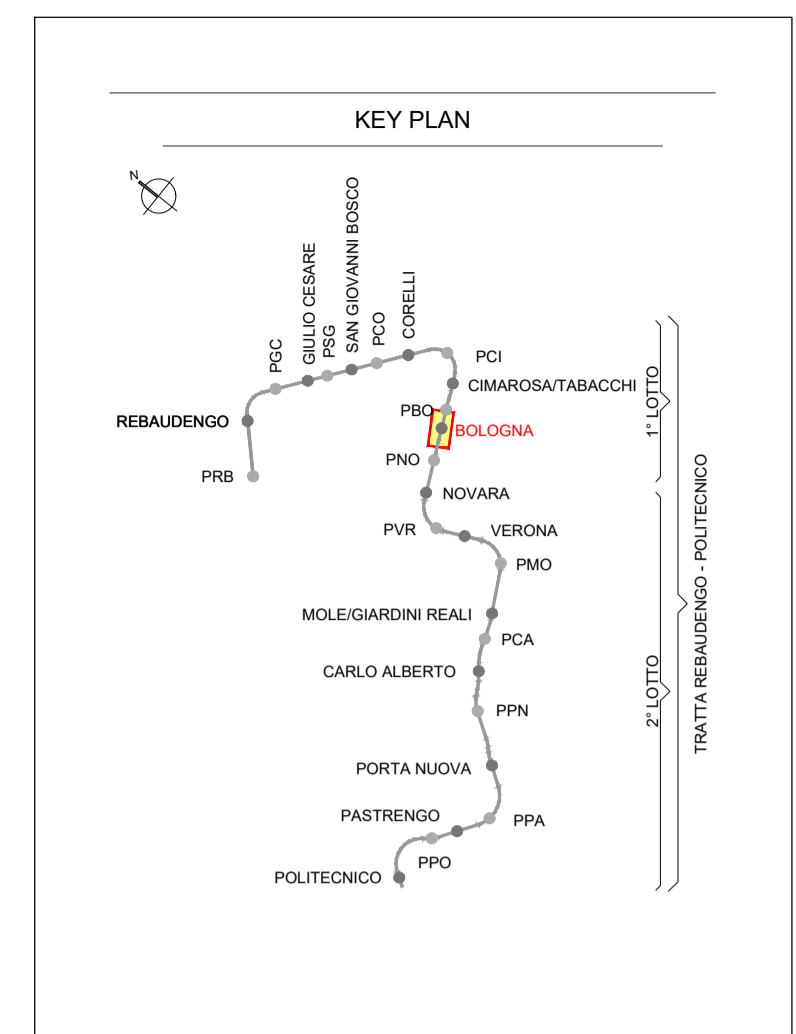 KEY PLAN
N
PGC
GIULIO CESARE
PSG
SAN GIOVANNI BOSCO
PCO
CORELLI
PCI
CIMAROSA/TABACCHI
PBO
BOLOGNA
REBAUDENGO
PNO
PRB
NOVARA
PVR
VERONA
PMO
MOLE/GIARDINI REALI
PCA
CARLO ALBERTO
PPN
PORTA NUOVA
PASTRENGO
PPA
PPO
POLITECNICO
1° LOTTO
2° LOTTO
TRATTA REBAUDENGO - POLITECNICO